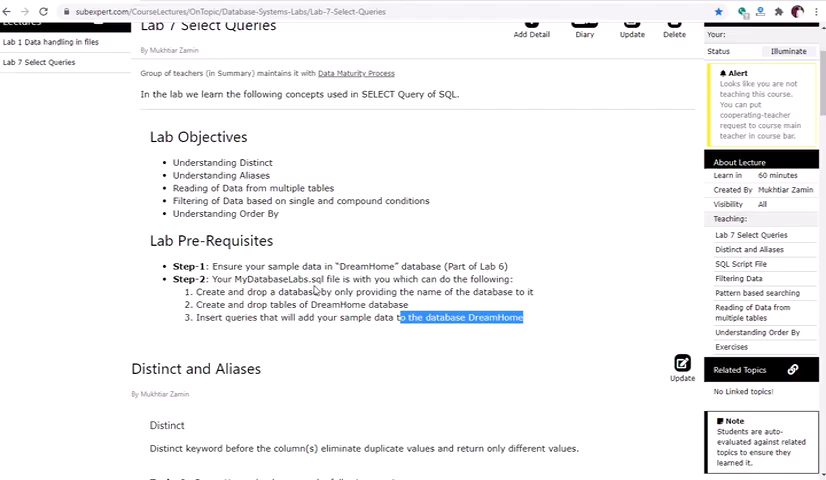 subexpert.com/CourseLectures/OnTopic/Database-Systems-Labs/Lab-7-Select-Queries
Lectures
Lab 1 Data handling in files
Lab 7 Select Queries
Lab 7 Select Queries
By Mukhtiar Zamin
Add Detail
Diary
Update
Delete
Group of teachers (in Summary) maintains it with Data Maturity Process
In the lab we learn the following concepts used in SELECT Query of SQL.
Lab Objectives
• Understanding Distinct
• Understanding Aliases
• Reading of Data from multiple tables
• Filtering of Data based on single and compound conditions
• Understanding Order By
Lab Pre-Requisites
• Step-1: Ensure your sample data in “DreamHome” database (Part of Lab 6)
• Step-2: Your MyDatabaseLabs.sql file is with you which can do the following:
1. Create and drop a database by only providing the name of the database to it
2. Create and drop tables of DreamHome database
3. Insert queries that will add your sample data to the database DreamHome
Distinct and Aliases
By Mukhtiar Zamin
Update
Distinct
Distinct keyword before the column(s) eliminate duplicate values and return only different values.
Your:
Status Illuminate
Alert
Looks like you are not
teaching this course.
You can put
cooperating-teacher
request to course main
teacher in course bar.
About Lecture
Learn in 60 minutes
Created By Mukhtiar Zamin
Visibility All
Teaching:
Lab 7 Select Queries
Distinct and Aliases
SQL Script File
Filtering Data
Pattern based searching
Reading of Data from
multiple tables
Understanding Order By
Exercises
Related Topics
No Linked topics!
Note
Students are auto-
evaluated against related
topics to ensure they
learned it.